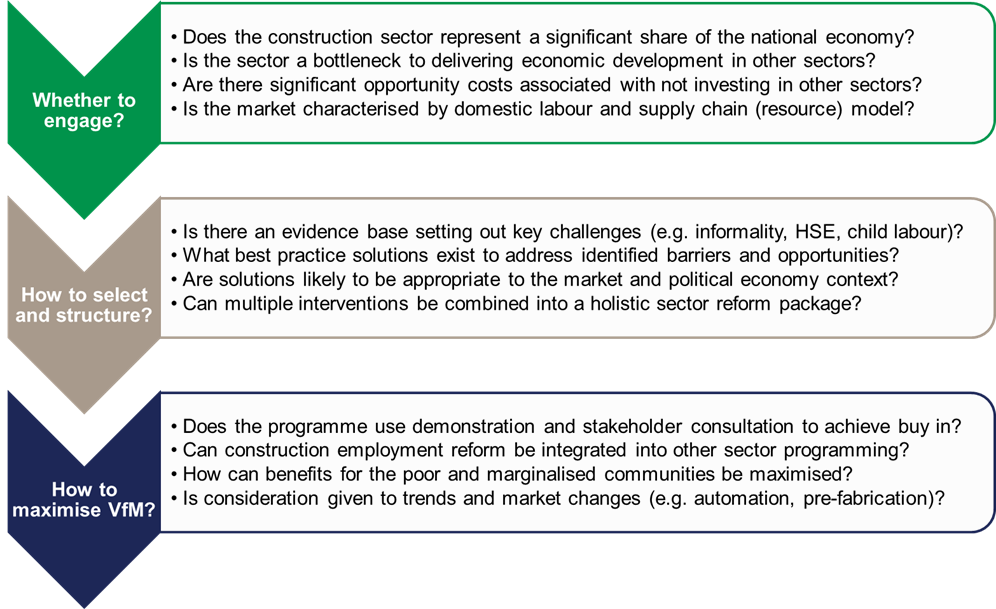 Whether to
engage?
• Does the construction sector represent a significant share of the national economy?
• Is the sector a bottleneck to delivering economic development in other sectors?
• Are there significant opportunity costs associated with not investing in other sectors?
• Is the market characterised by domestic labour and supply chain (resource) model?
How to select
and structure?
• Is there an evidence base setting out key challenges (e.g. informality, HSE, child labour)?
• What best practice solutions exist to address identified barriers and opportunities?
• Are solutions likely to be appropriate to the market and political economy context?
• Can multiple interventions be combined into a holistic sector reform package?
How to
maximise VfM?
• Does the programme use demonstration and stakeholder consultation to achieve buy in?
• Can construction employment reform be integrated into other sector programming?
• How can benefits for the poor and marginalised communities be maximised?
• Is consideration given to trends and market changes (e.g. automation, pre-fabrication)?